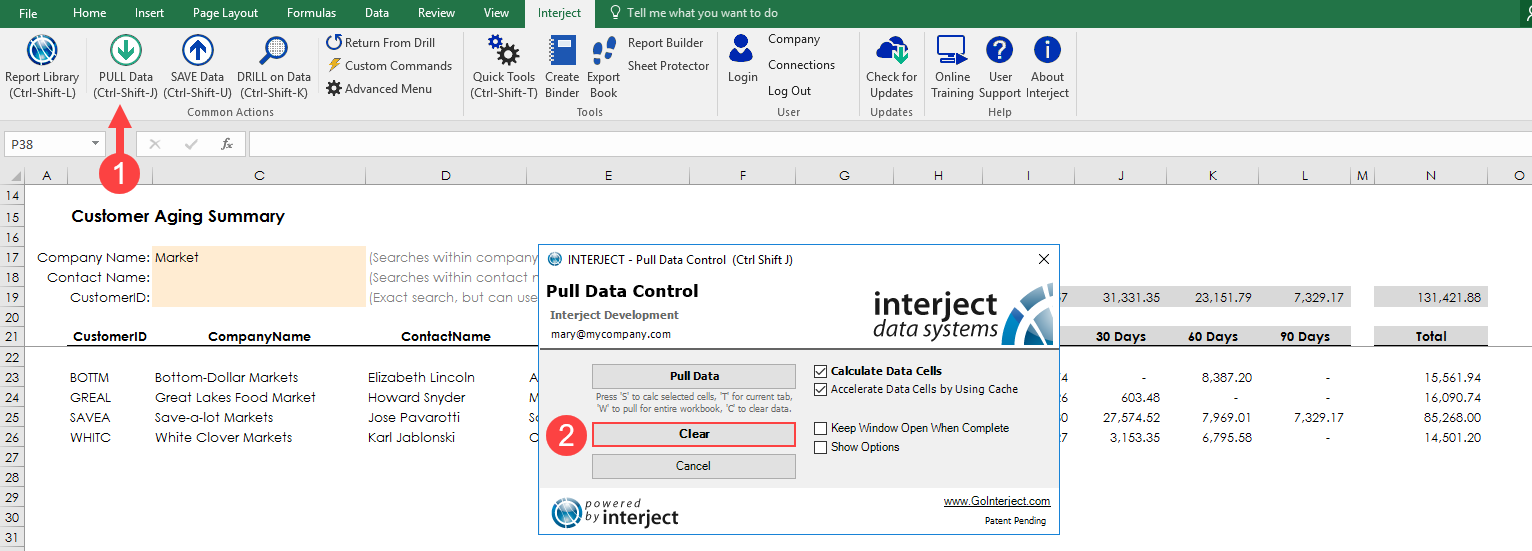 File Home Insert Page Layout Formulas Data Review View Interject Tell me what you want to do
Report Library (Ctrl-Shift-L)
PULL Data (Ctrl-Shift-J)
SAVE Data (Ctrl-Shift-U)
DRILL on Data (Ctrl-Shift-K)
Return From Drill
Custom Commands
Advanced Menu
Common Actions
Quick Tools (Ctrl-Shift-T)
Create Binder
Export Book
Report Builder
Sheet Protector
Tools
Login
Company
Connections
Log Out
User
Check for Updates
Updates
Online Training
User Support
About Interject
Help
P38 fx
1
A C D E F G H I J K L M N O
14
15 Customer Aging Summary
16
17 Company Name: Market (Searches within company
18 Contact Name: (Searches within contact
19 CustomerID: (Exact search, but can use 31,331.35 23,151.79 7,329.17 131,421.88
20
21 CustomerID CompanyName ContactName 30 Days 60 Days 90 Days Total
22
23 BOTTM Bottom-Dollar Markets Elizabeth Lincoln - 8,387.20 - 15,561.94
24 GREAL Great Lakes Food Market Howard Snyder 603.48 - - 16,090.74
25 SAVEA Save-a-lot Markets Jose Pavarotti 27,574.52 7,969.01 7,329.17 85,268.00
26 WHITC White Clover Markets Karl Jablonski 3,153.35 6,795.58 - 14,501.20
27
28
29
30
31
INTERJECT - Pull Data Control (Ctrl Shift J)
Pull Data Control
Interject Development
mary@mycompany.com
interject
data systems
Pull Data
Press 'S' to calc selected cells, 'T' for current tab,
'W' to pull for entire workbook, 'C' to clear data.
2
Clear
Cancel
Calculate Data Cells
Accelerate Data Cells by Using Cache
Keep Window Open When Complete
Show Options
powered
by interject
www.GoInterject.com
Patent Pending